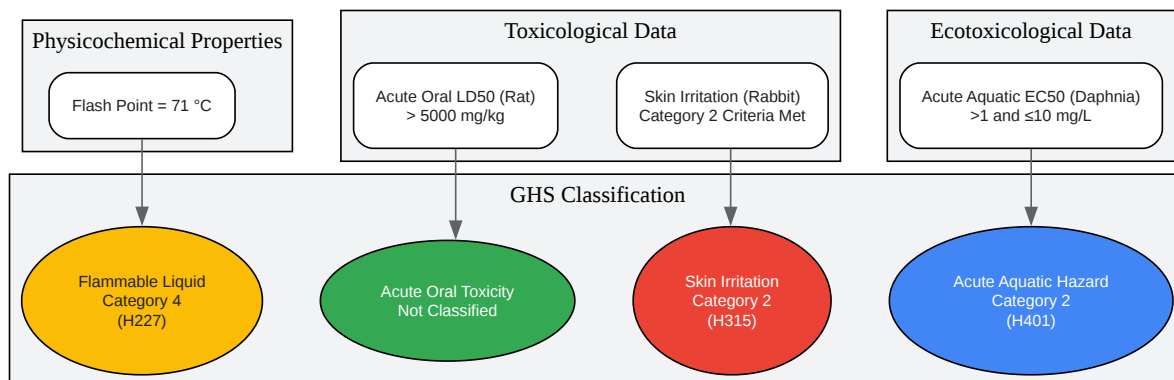 Physicochemical Properties
Flash Point = 71 °C
Toxicological Data
Acute Oral LD50 (Rat)
> 5000 mg/kg
Skin Irritation (Rabbit)
Category 2 Criteria Met
Ecotoxicological Data
Acute Aquatic EC50 (Daphnia)
>1 and ≤10 mg/L
GHS Classification
Flammable Liquid
Category 4
(H227)
Acute Oral Toxicity
Not Classified
Skin Irritation
Category 2
(H315)
Acute Aquatic Hazard
Category 2
(H401)